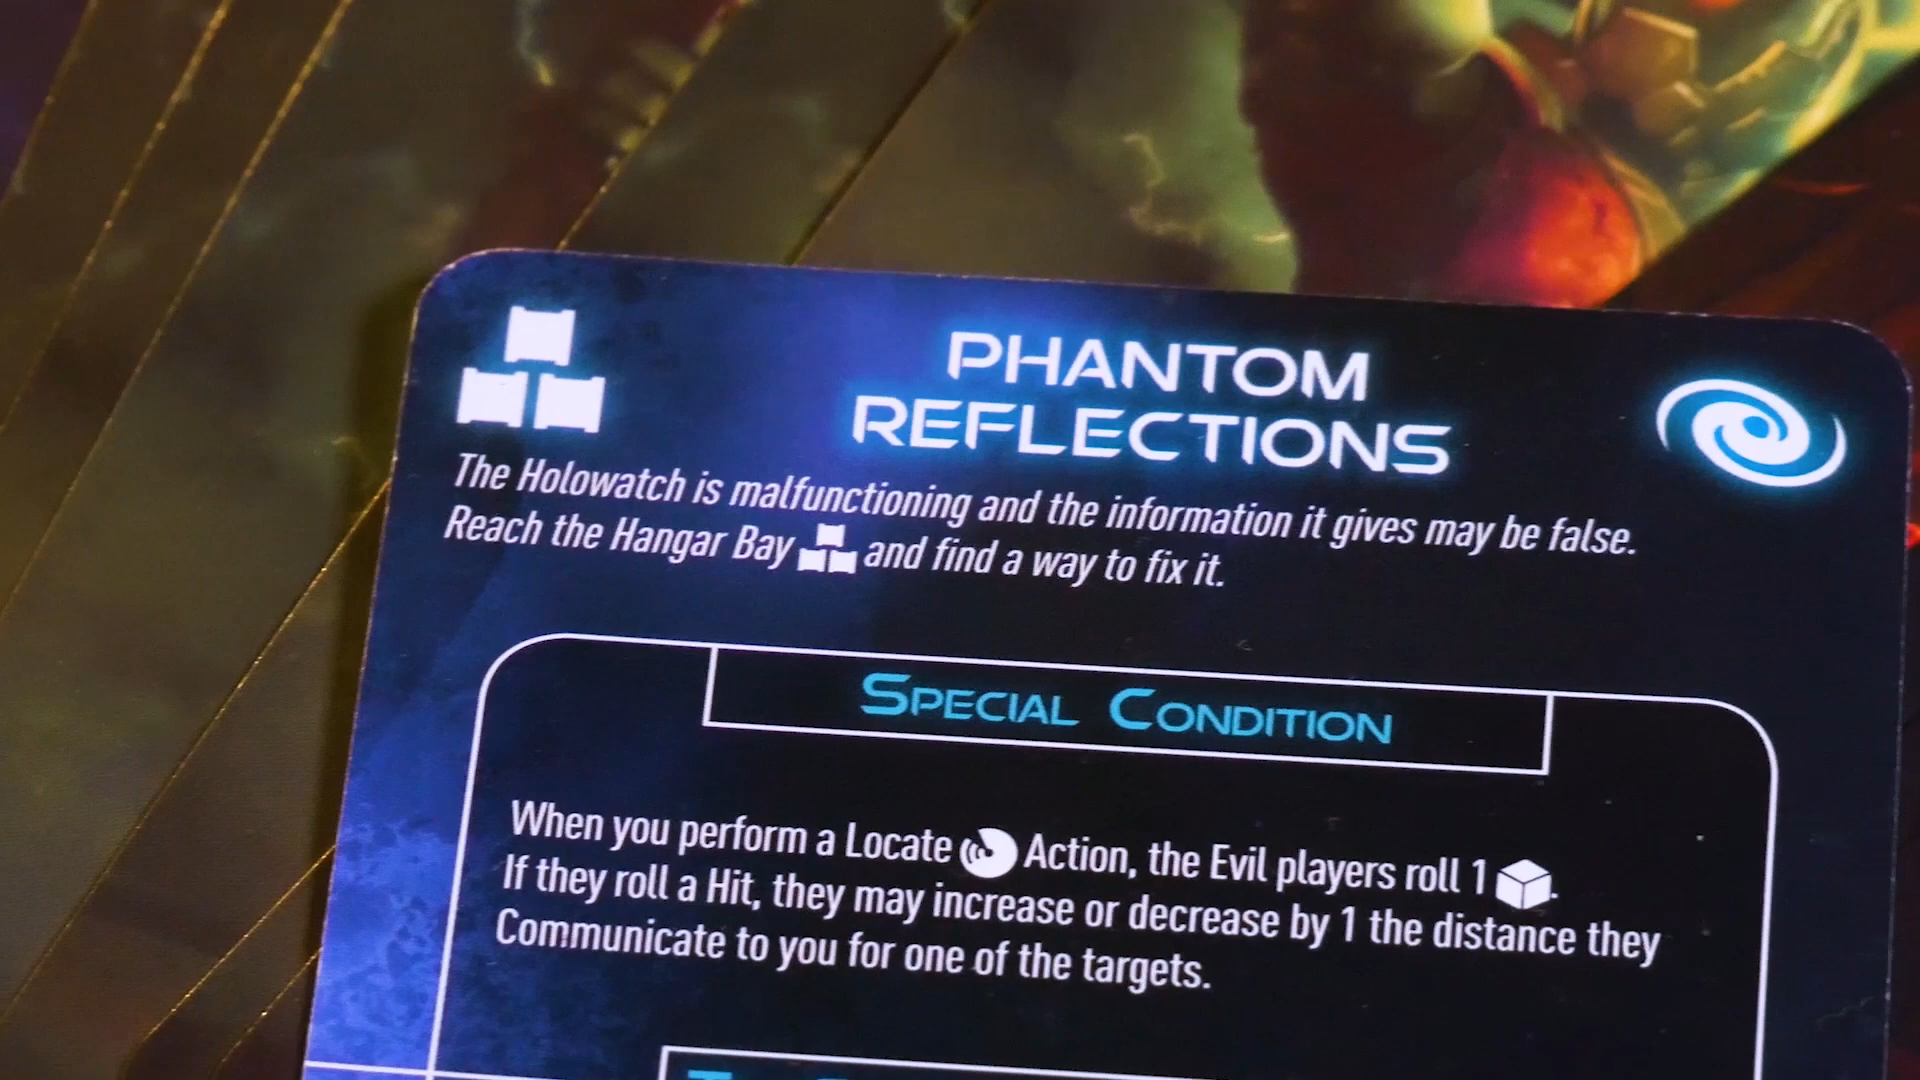 PHANTOM
REFLECTIONS
The Holowatch is malfunctioning and the information it gives may be false.
Reach the Hangar Bay and find a way to fix it.
SPECIAL CONDITION
When you perform a Locate Action, the Evil players roll 1 .
If they roll a Hit, they may increase or decrease by 1 the distance they
Communicate to you for one of the targets.